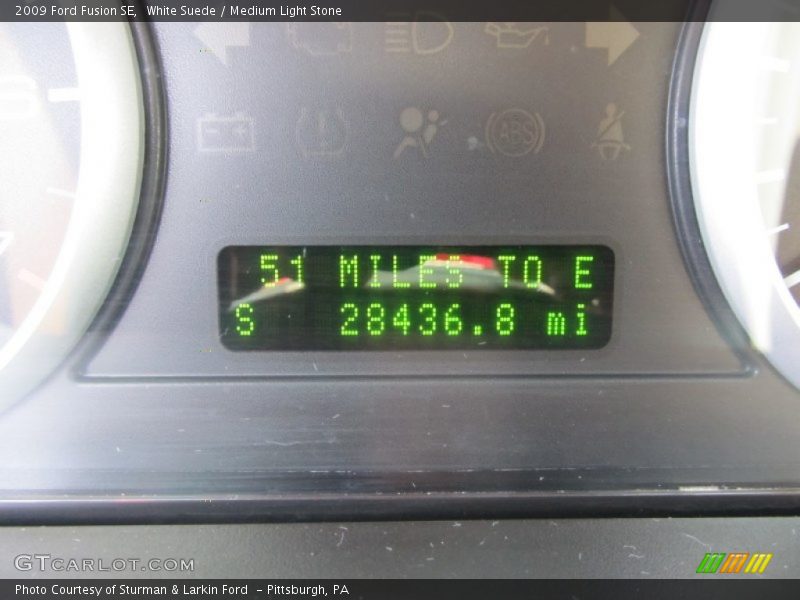 2009 Ford Fusion SE, White Suede / Medium Light Stone
ABS
51 MILES TO E
S 28436.8 mi
GTCARLOT.COM
Photo Courtesy of Sturman & Larkin Ford - Pittsburgh, PA